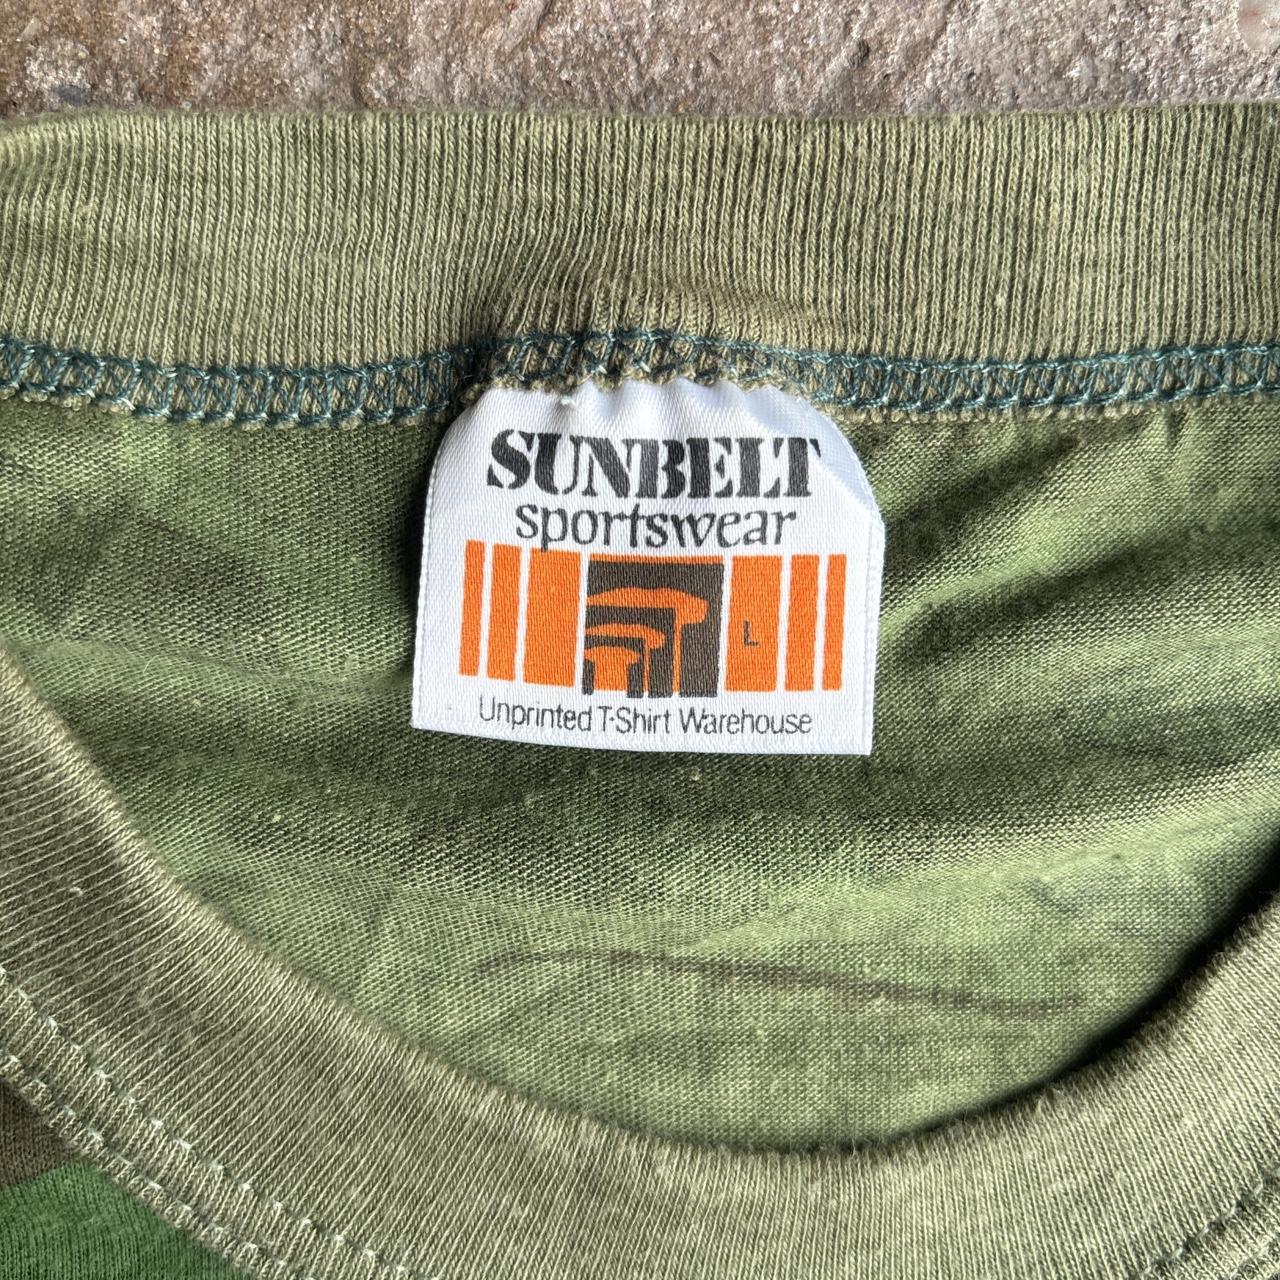 SUNBELT
sportswear
L
Unprinted T-Shirt Warehouse